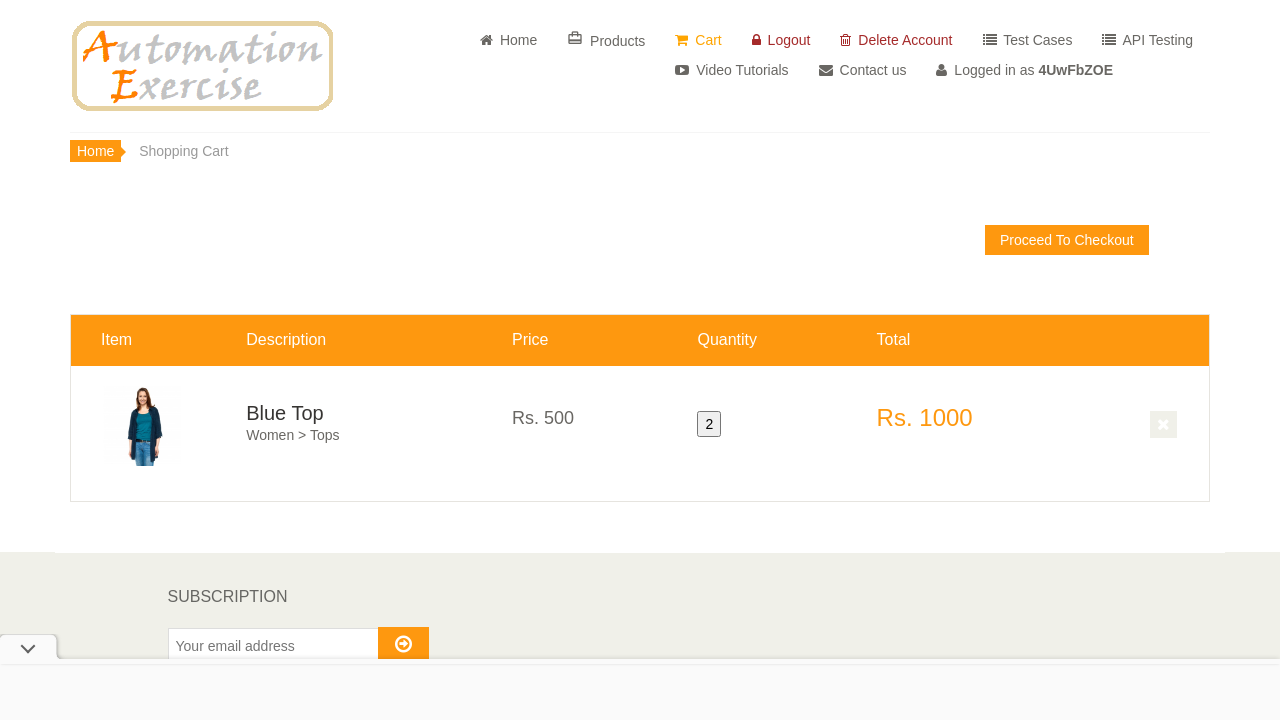 Automation
Exercise
Home
Products
Cart
Logout
Delete Account
Test Cases
API Testing
Video Tutorials
Contact us
Logged in as 4UwFbZOE
Home
Shopping Cart
Proceed To Checkout
Item Description Price Quantity Total
Blue Top
Women > Tops
Rs. 500
2
Rs. 1000
SUBSCRIPTION
Your email address